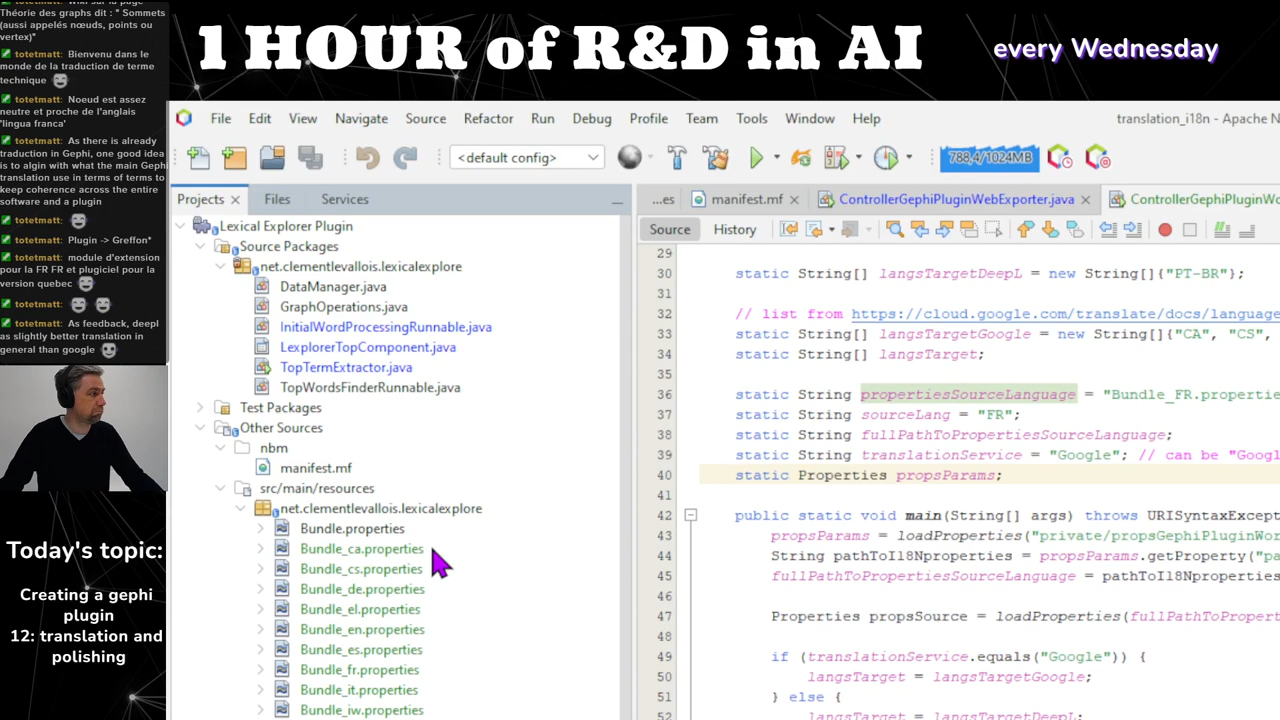 1 HOUR of R&D in AI
every Wednesday
Théorie des graphs dit : " Sommets
(aussi appelés nœuds, points ou
vertex)"
totetmatt: Bienvenu dans le
monde de la traduction de terme
technique
totetmatt: Noeud est assez
neutre et proche de l'anglais
'lingua franca'
totetmatt: As there is already
traduction in Gephi, one good idea
is to algin with what the main Gephi
translation use in terms of terms to
keep coherence across the entire
software and a plugin
totetmatt:
totetmatt: Plugin -> Greffon*
totetmatt: module d'extension
pour la FR FR et plugiciel pour la
version quebec
totetmatt:
totetmatt: As feedback, deepl
as slightly better translation in
general than google
Today's topic:
Creating a gephi
plugin
12: translation and
polishing
File Edit View Navigate Source Refactor Run Debug Profile Team Tools Window Help
translation_i18n - Apache N
<default config>
788,4/1024MB
Projects Files Services
Lexical Explorer Plugin
Source Packages
net.clementlevallois.lexicalexplore
DataManager.java
GraphOperations.java
InitialWordProcessingRunnable.java
LexplorerTopComponent.java
TopTermExtractor.java
TopWordsFinderRunnable.java
Test Packages
Other Sources
nbm
manifest.mf
src/main/resources
net.clementlevallois.lexicalexplore
Bundle.properties
Bundle_ca.properties
Bundle_cs.properties
Bundle_de.properties
Bundle_el.properties
Bundle_en.properties
Bundle_es.properties
Bundle_fr.properties
Bundle_it.properties
Bundle_iw.properties
...es manifest.mf ControllerGephiPluginWebExporter.java ControllerGephiPluginWo
Source History
29
30 static String[] langsTargetDeepL = new String[]{"PT-BR"};
31
32 // list from https://cloud.google.com/translate/docs/language
33 static String[] langsTargetGoogle = new String[]{"CA", "CS",
34 static String[] langsTarget;
36 static String propertiesSourceLanguage = "Bundle_FR.propertie
37 static String sourceLang = "FR";
38 static String fullPathToPropertiesSourceLanguage;
39 static String translationService = "Google"; // can be "Googl
40 static Properties propsParams;
41
42 public static void main(String[] args) throws URISyntaxExcept
43 propsParams = loadProperties("private/propsGephiPluginWor
44 String pathToI18Nproperties = propsParams.getProperty("pa
45 fullPathToPropertiesSourceLanguage = pathToI18Nproperties
46
47 Properties propsSource = loadProperties(fullPathToPropert
48
49 if (translationService.equals("Google")) {
50 langsTarget = langsTargetGoogle;
51 } else {
52 langsTarget = langsTargetDeepL;